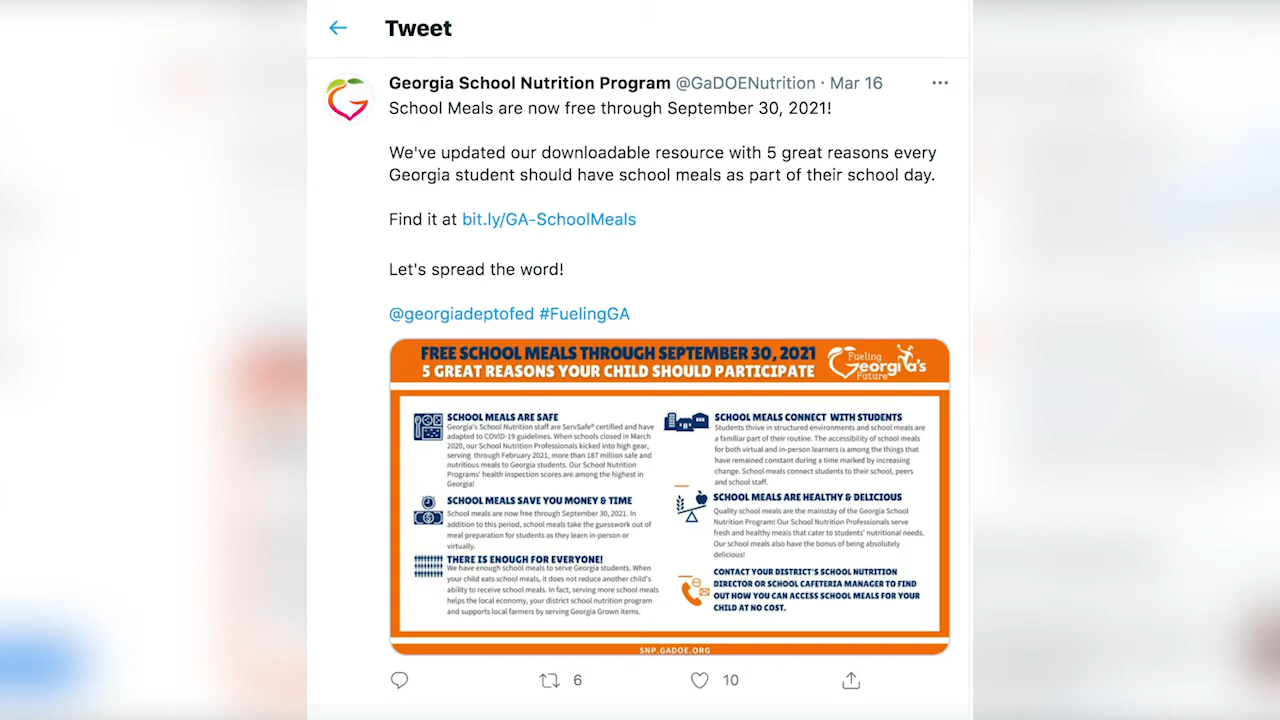 Tweet
Georgia School Nutrition Program @GaDOENutrition · Mar 16
School Meals are now free through September 30, 2021!
We've updated our downloadable resource with 5 great reasons every
Georgia student should have school meals as part of their school day.
Find it at bit.ly/GA-SchoolMeals
Let's spread the word!
@georgiadeptofed #FuelingGA
FREE SCHOOL MEALS THROUGH SEPTEMBER 30, 2021
5 GREAT REASONS YOUR CHILD SHOULD PARTICIPATE
Fueling
Georgia's
Future
SCHOOL MEALS ARE SAFE
Georgia's School Nutrition staff are ServSafe® certified and have
adapted to COVID-19 guidelines. When schools closed in March
2020, our School Nutrition Professionals kicked into high gear,
serving through February 2021, more than 187 million safe and
nutritious meals to Georgia students. Our School Nutrition
Programs' health inspection scores are among the highest in
Georgia!
SCHOOL MEALS SAVE YOU MONEY & TIME
School meals are now free through September 30, 2021. In
addition to this period, school meals take the guesswork out of
meal preparation for students as they learn in-person or
virtually.
THERE IS ENOUGH FOR EVERYONE!
We have enough school meals to serve Georgia students. When
your child eats school meals, it does not reduce another child's
ability to receive school meals. In fact, serving more school meals
helps the local economy, your district school nutrition program
and supports local farmers by serving Georgia Grown items.
SCHOOL MEALS CONNECT WITH STUDENTS
Students thrive in structured environments and school meals are
a familiar part of their routine. The accessibility of school meals
for both virtual and in-person learners is among the things that
have remained constant during a time marked by increasing
change. School meals connect students to their school, peers
and school staff.
SCHOOL MEALS ARE HEALTHY & DELICIOUS
Quality school meals are the mainstay of the Georgia School
Nutrition Program! Our School Nutrition Professionals serve
fresh and healthy meals that cater to students' nutritional needs.
Our school meals also have the bonus of being absolutely
delicious!
CONTACT YOUR DISTRICT'S SCHOOL NUTRITION
DIRECTOR OR SCHOOL CAFETERIA MANAGER TO FIND
OUT HOW YOU CAN ACCESS SCHOOL MEALS FOR YOUR
CHILD AT NO COST.
SNP.GADOE.ORG
6
10